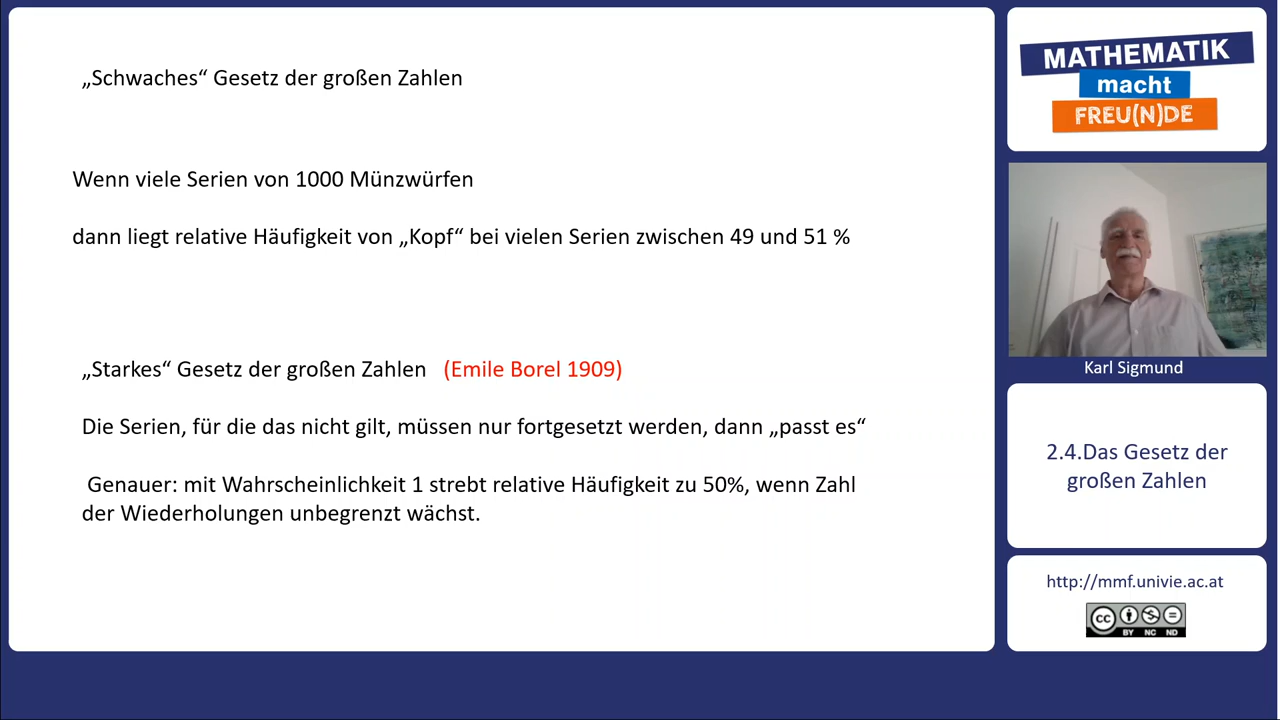 „Schwaches“ Gesetz der großen Zahlen
Wenn viele Serien von 1000 Münzwürfen
dann liegt relative Häufigkeit von „Kopf“ bei vielen Serien zwischen 49 und 51 %
„Starkes“ Gesetz der großen Zahlen (Emile Borel 1909)
Die Serien, für die das nicht gilt, müssen nur fortgesetzt werden, dann „passt es“
Genauer: mit Wahrscheinlichkeit 1 strebt relative Häufigkeit zu 50%, wenn Zahl
der Wiederholungen unbegrenzt wächst.
MATHEMATIK
macht
FREU(N)DE
Karl Sigmund
2.4.Das Gesetz der
großen Zahlen
http://mmf.univie.ac.at
CC
BY NC ND